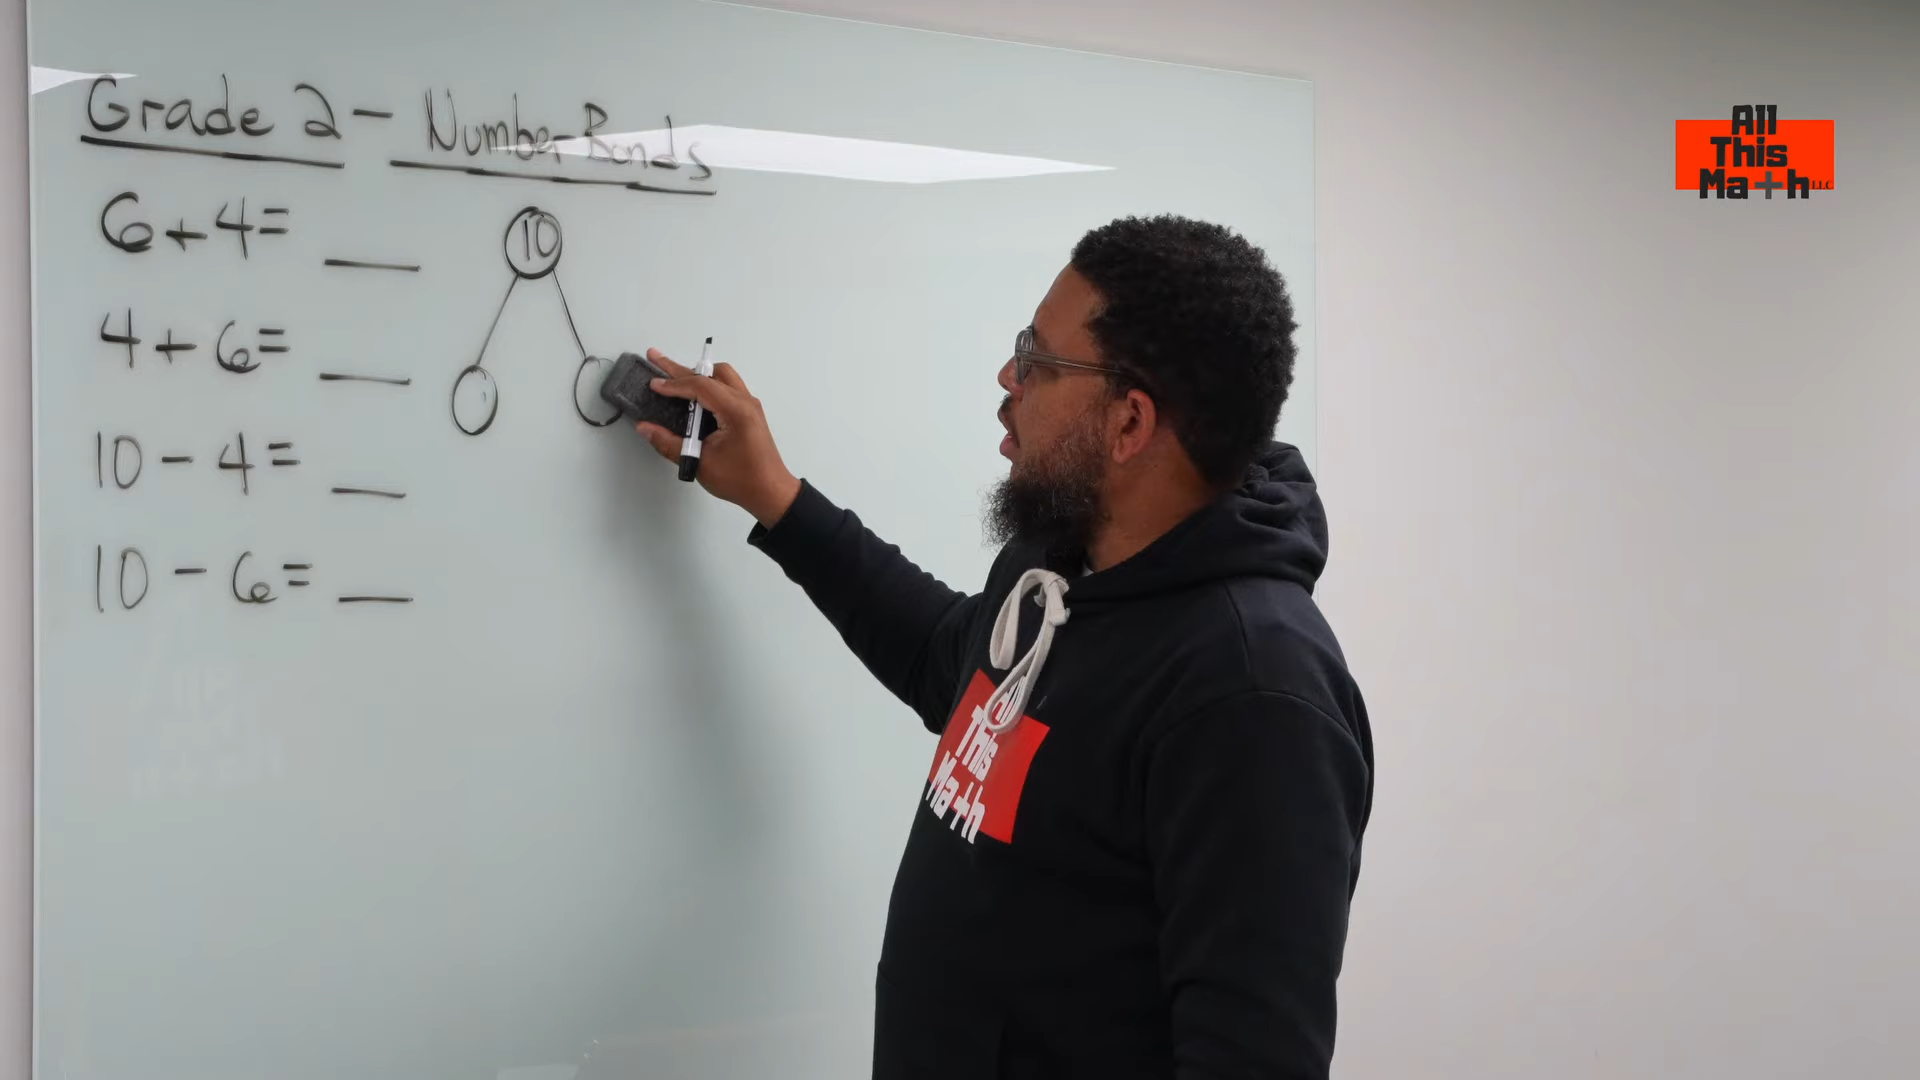 Grade 2 - Number Bonds
6+4= __
10
4+6= __
10-4= __
10-6= __
All
This
Ma+h LLC
All
This
Ma+h